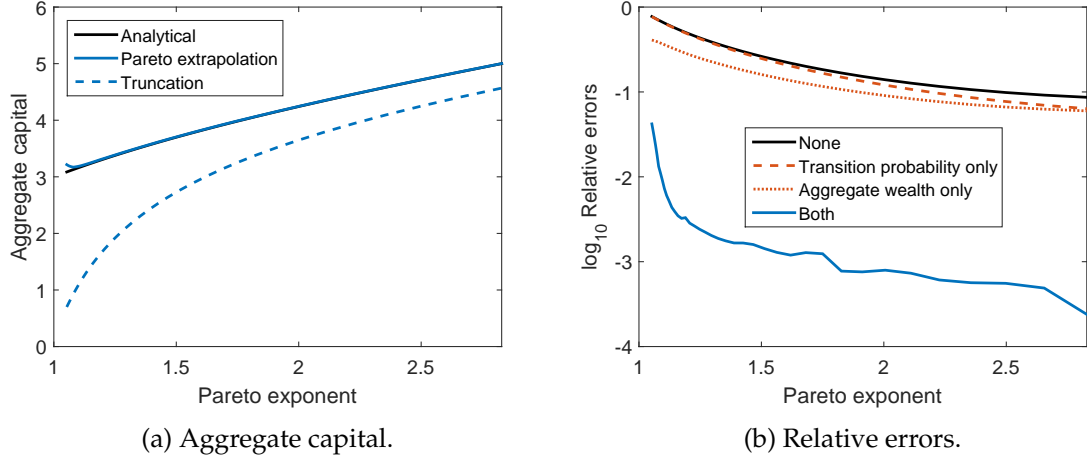 6
5
4
3
2
1
0
1
1.5
2
2.5
Aggregate capital
Pareto exponent
Analytical
Pareto extrapolation
Truncation
(a) Aggregate capital.
0
-1
-2
-3
-4
1
1.5
2
2.5
log10 Relative errors
Pareto exponent
None
Transition probability only
Aggregate wealth only
Both
(b) Relative errors.